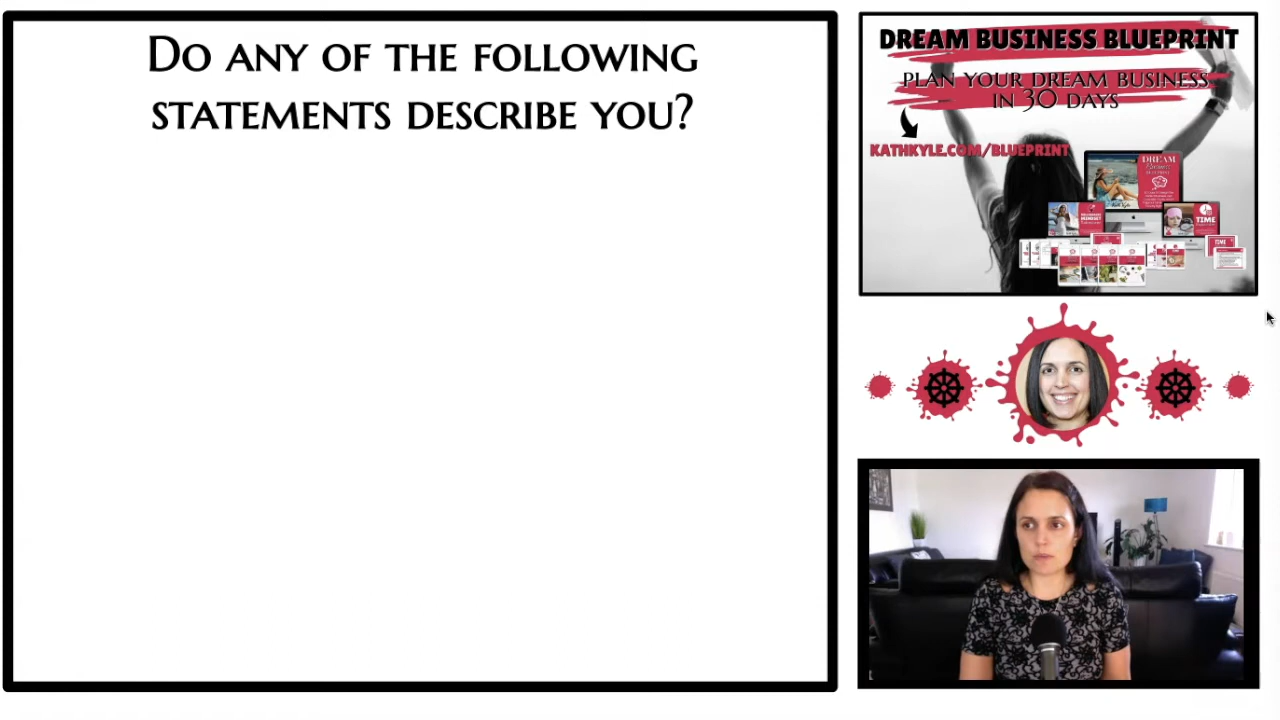 Do any of the following
statements describe you?
DREAM BUSINESS BLUEPRINT
PLAN YOUR DREAM BUSINESS
IN 30 DAYS
KATHKYLE.COM/BLUEPRINT
DREAM
TIME
TIME